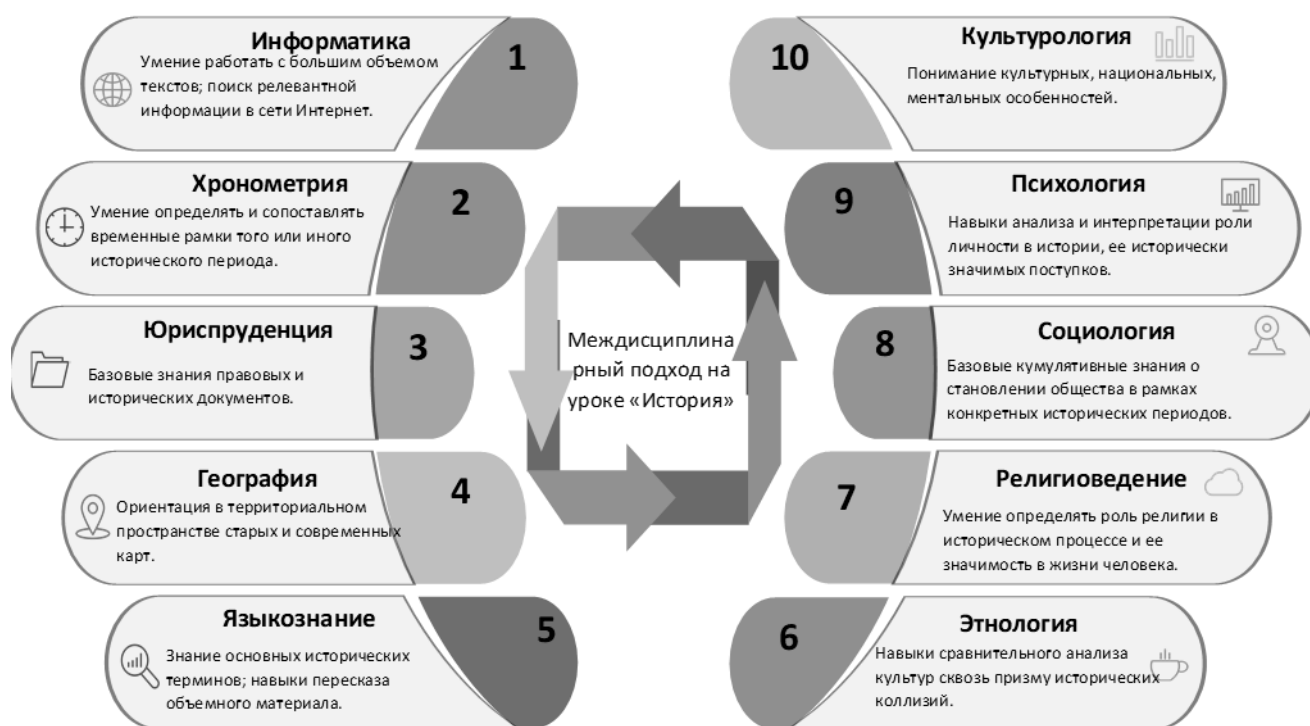 Информатика
1
Умение работать с большим объемом
текстов; поиск релевантной
информации в сети Интернет.
Хронометрия
2
Умение определять и сопоставлять
временные рамки того или иного
исторического периода.
Юриспруденция
3
Базовые знания правовых и
исторических документов.
География
4
Ориентация в территориальном
пространстве старых и современных
карт.
Языкознание
5
Знание основных исторических
терминов; навыки пересказа
объемного материала.
Междисциплина
рный подход на
уроке «История»
10
Культурология
Понимание культурных, национальных,
ментальных особенностей.
9
Психология
Навыки анализа и интерпретации роли
личности в истории, ее исторически
значимых поступков.
8
Социология
Базовые кумулятивные знания о
становлении общества в рамках
конкретных исторических периодов.
7
Религиоведение
Умение определять роль религии в
историческом процессе и ее
значимость в жизни человека.
6
Этнология
Навыки сравнительного анализа
культур сквозь призму исторических
коллизий.